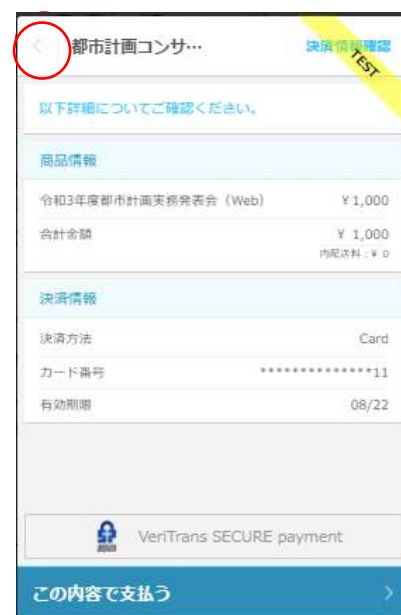 都市計画コンサ…
決済情報確認
TEST
以下詳細についてご確認ください。
商品情報
令和3年度都市計画実務発表会(Web) ¥1,000
合計金額 ¥ 1,000
内配送料:¥ 0
決済情報
決済方法 Card
カード番号 **************11
有効期限 08/22
VeriTrans SECURE payment
この内容で支払う